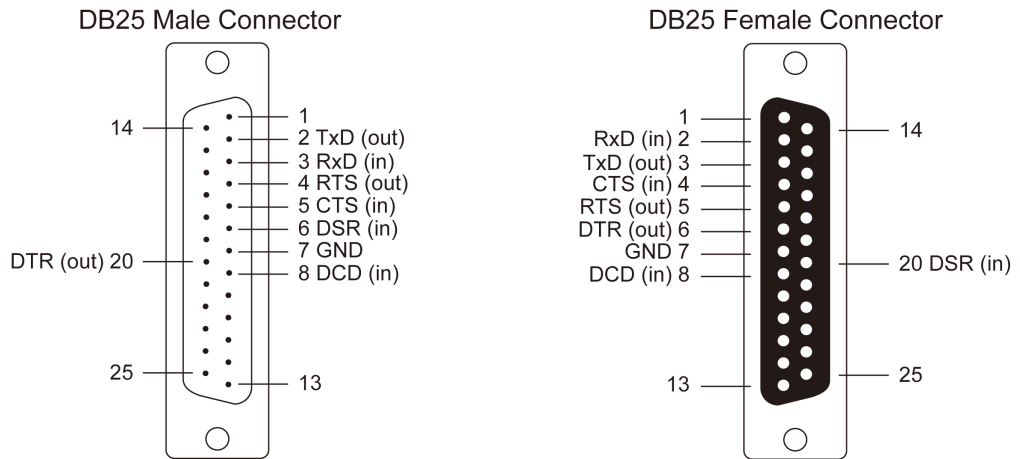 DB25 Male Connector
14
DTR (out) 20
25
1
2 TxD (out)
3 RxD (in)
4 RTS (out)
5 CTS (in)
6 DSR (in)
7 GND
8 DCD (in)
13
DB25 Female Connector
1
RxD (in) 2
TxD (out) 3
CTS (in) 4
RTS (out) 5
DTR (out) 6
GND 7
DCD (in) 8
13
14
20 DSR (in)
25